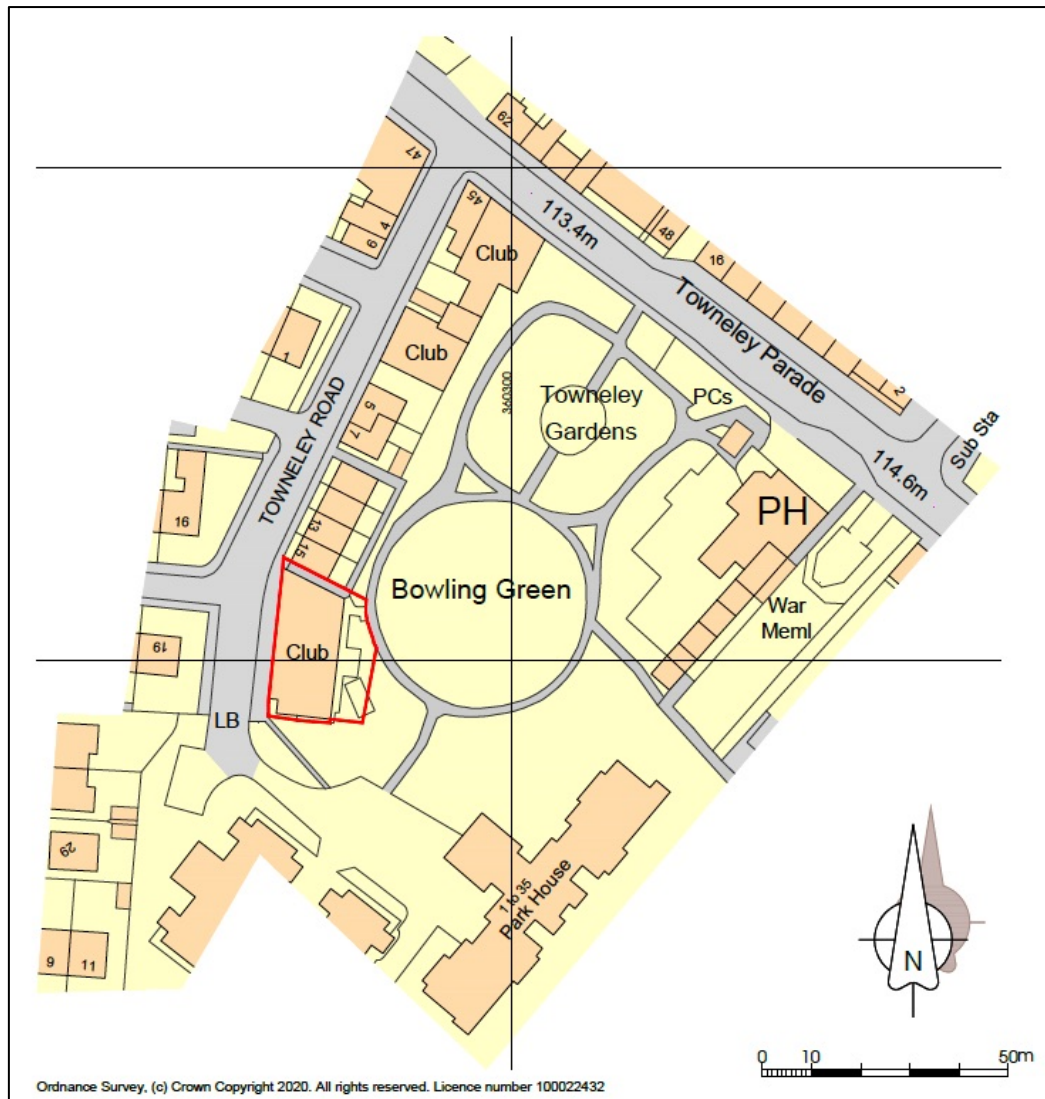 62
47
4
6
45
Club
113.4m
48
16
Towneley Parade
2
Sub Sta
114.6m
1
Club
360300
Towneley
Gardens
PCs
TOWNELEY ROAD
5
7
PH
16
13
15
Bowling Green
War
Meml
19
Club
LB
29
1 to 35
Park House
9
11
N
0
10
50m
Ordnance Survey, (c) Crown Copyright 2020. All rights reserved. Licence number 100022432